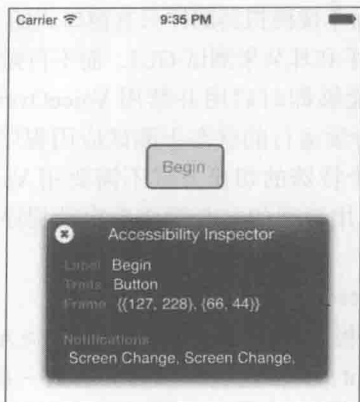 Carrier 9:35 PM
Begin
Accessibility Inspector
Label Begin
Traits Button
Frame {{127, 228}, {66, 44}}
Notifications
Screen Change, Screen Change,